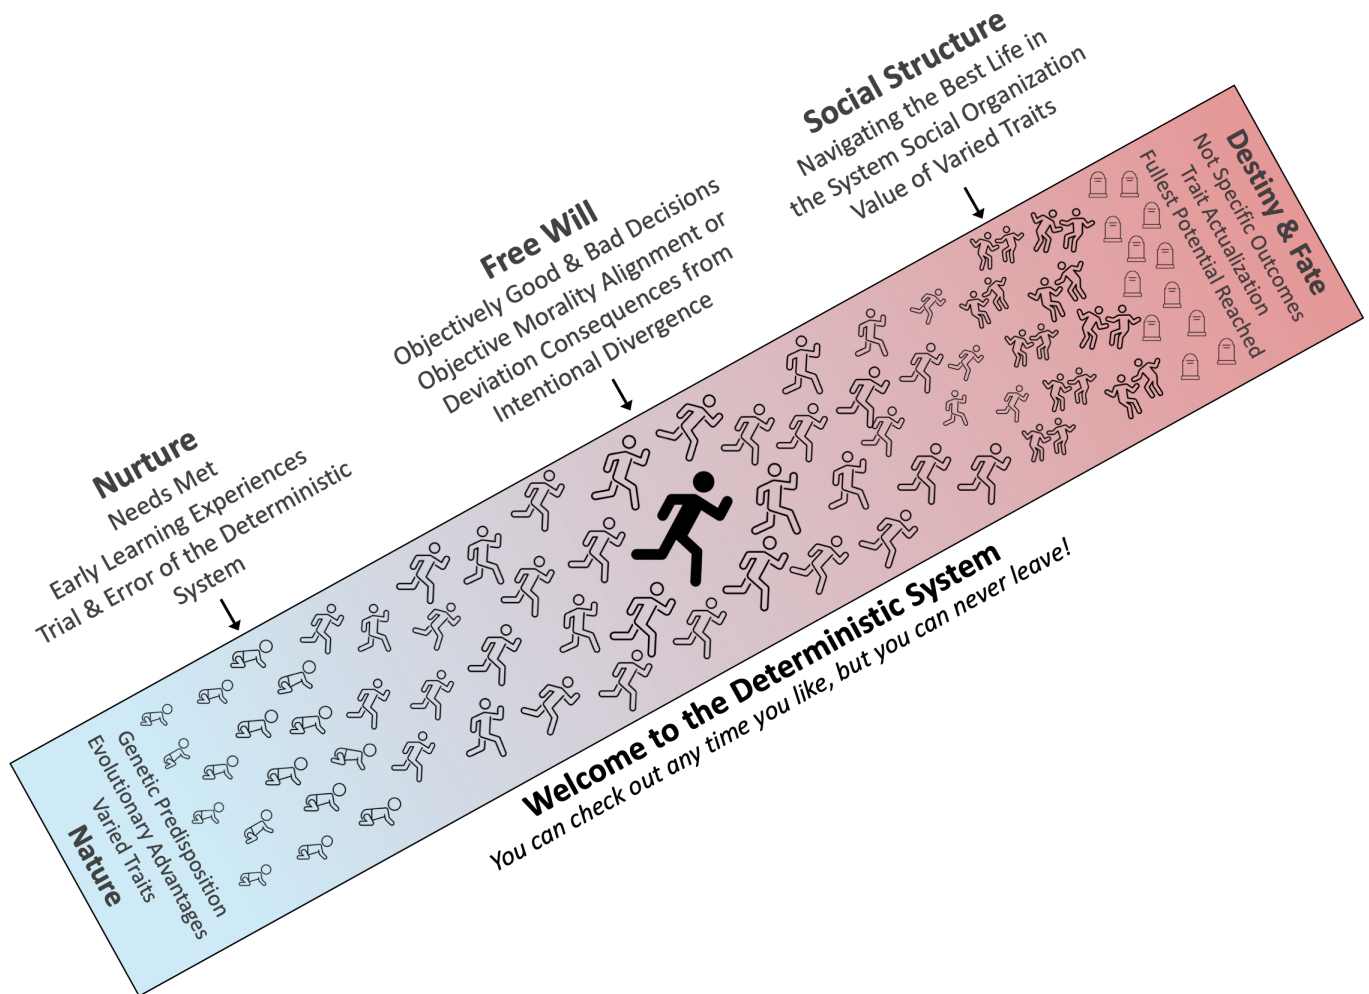 Social Structure
Navigating the Best Life in
the System Social Organization
Value of Varied Traits
Destiny & Fate
Not Specific Outcomes
Trait Actualization
Fullest Potential Reached
Free Will
Objectively Good & Bad Decisions
Objective Morality Alignment or
Deviation Consequences from
Intentional Divergence
Nurture
Needs Met
Early Learning Experiences
Trial & Error of the Deterministic
System
Genetic Predisposition
Evolutionary Advantages
Varied Traits
Nature
Welcome to the Deterministic System
You can check out any time you like, but you can never leave!